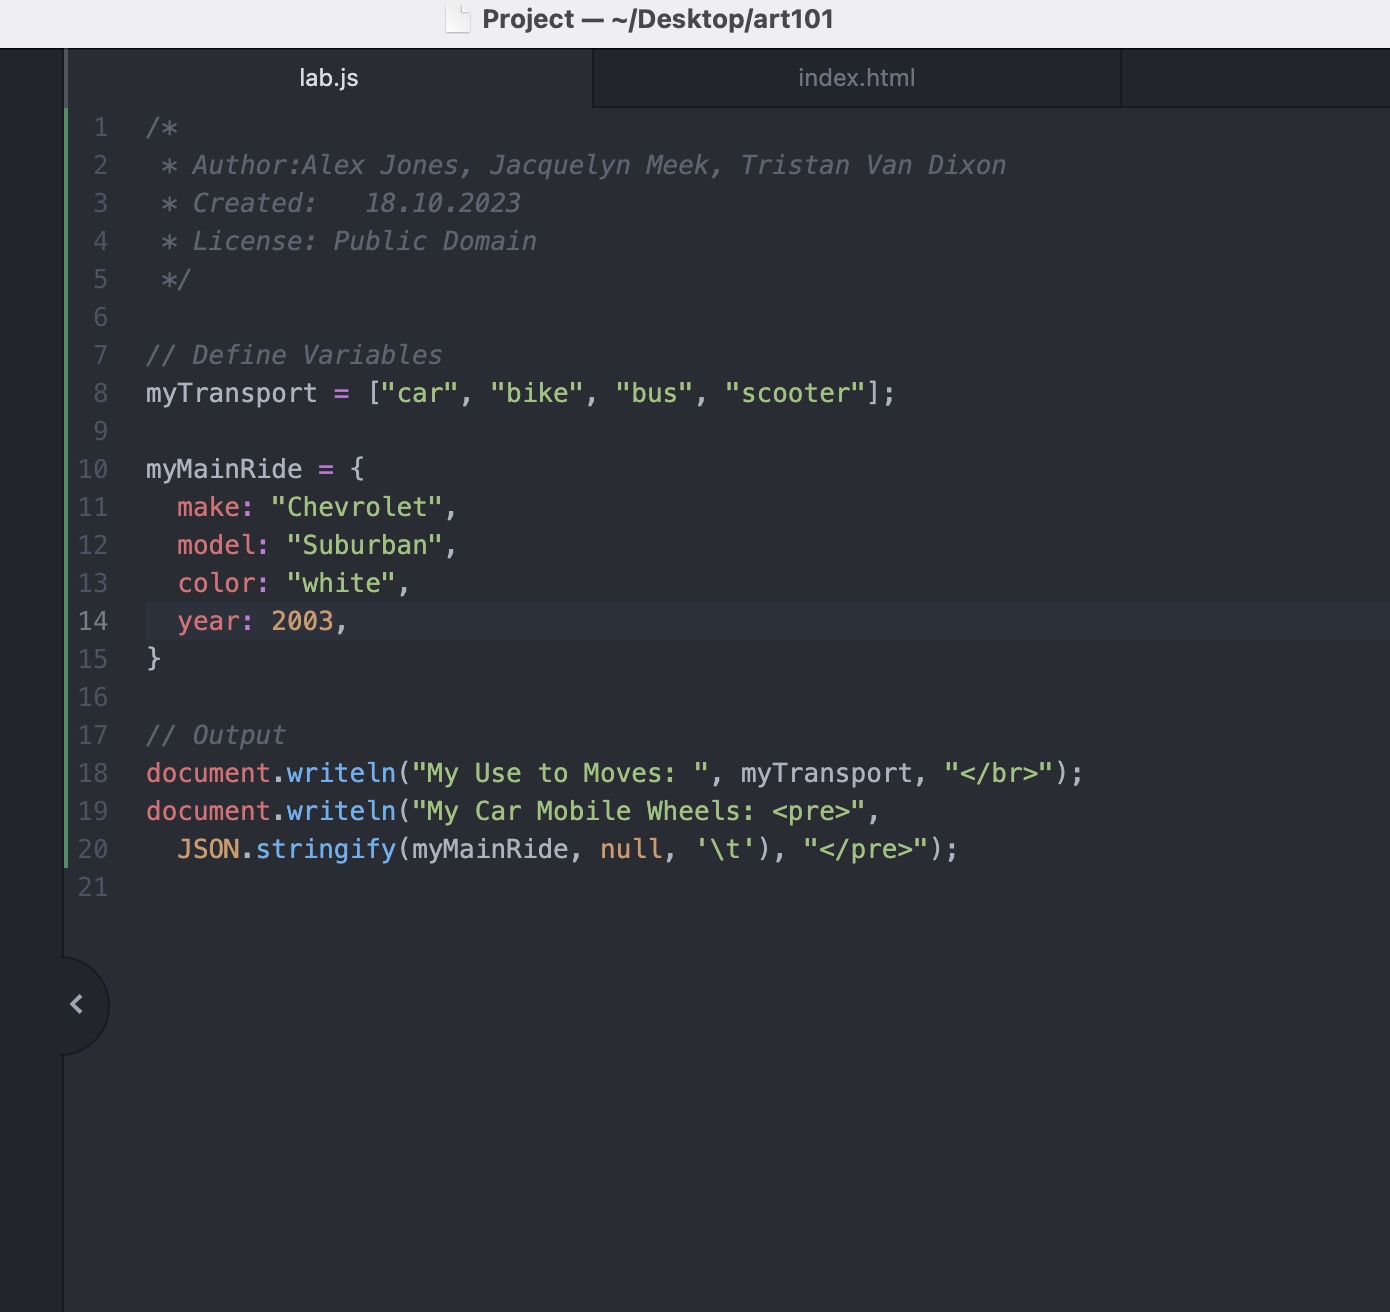 Project — ~/Desktop/art101
lab.js
index.html
1 /*
2  * Author:Alex Jones, Jacquelyn Meek, Tristan Van Dixon
3  * Created:   18.10.2023
4  * License: Public Domain
5  */
6
7 // Define Variables
8 myTransport = ["car", "bike", "bus", "scooter"];
9
10 myMainRide = {
11   make: "Chevrolet",
12   model: "Suburban",
13   color: "white",
14   year: 2003,
15 }
16
17 // Output
18 document.writeln("My Use to Moves: ", myTransport, "</br>");
19 document.writeln("My Car Mobile Wheels: <pre>",
20   JSON.stringify(myMainRide, null, '\t'), "</pre>");
21